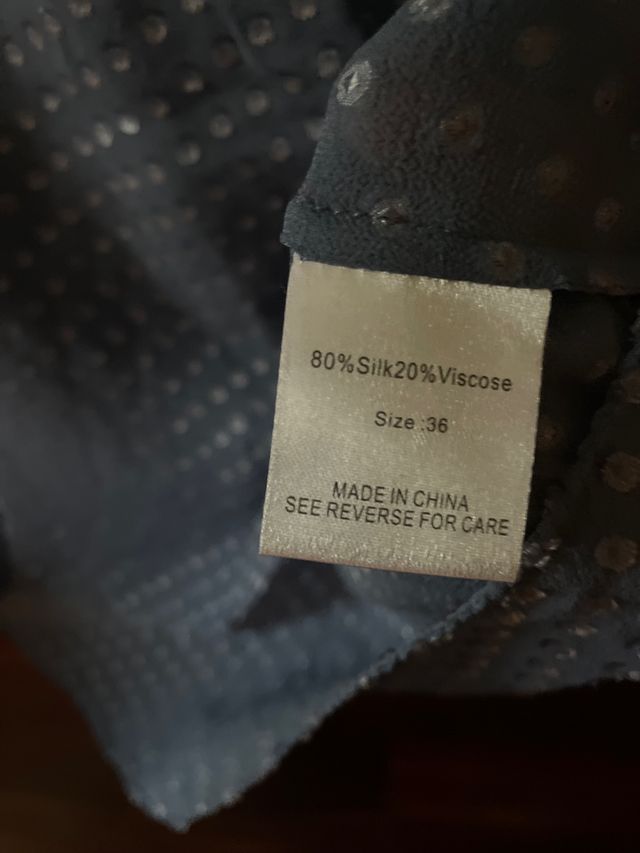 80%Silk20%Viscose
Size :36
MADE IN CHINA
SEE REVERSE FOR CARE